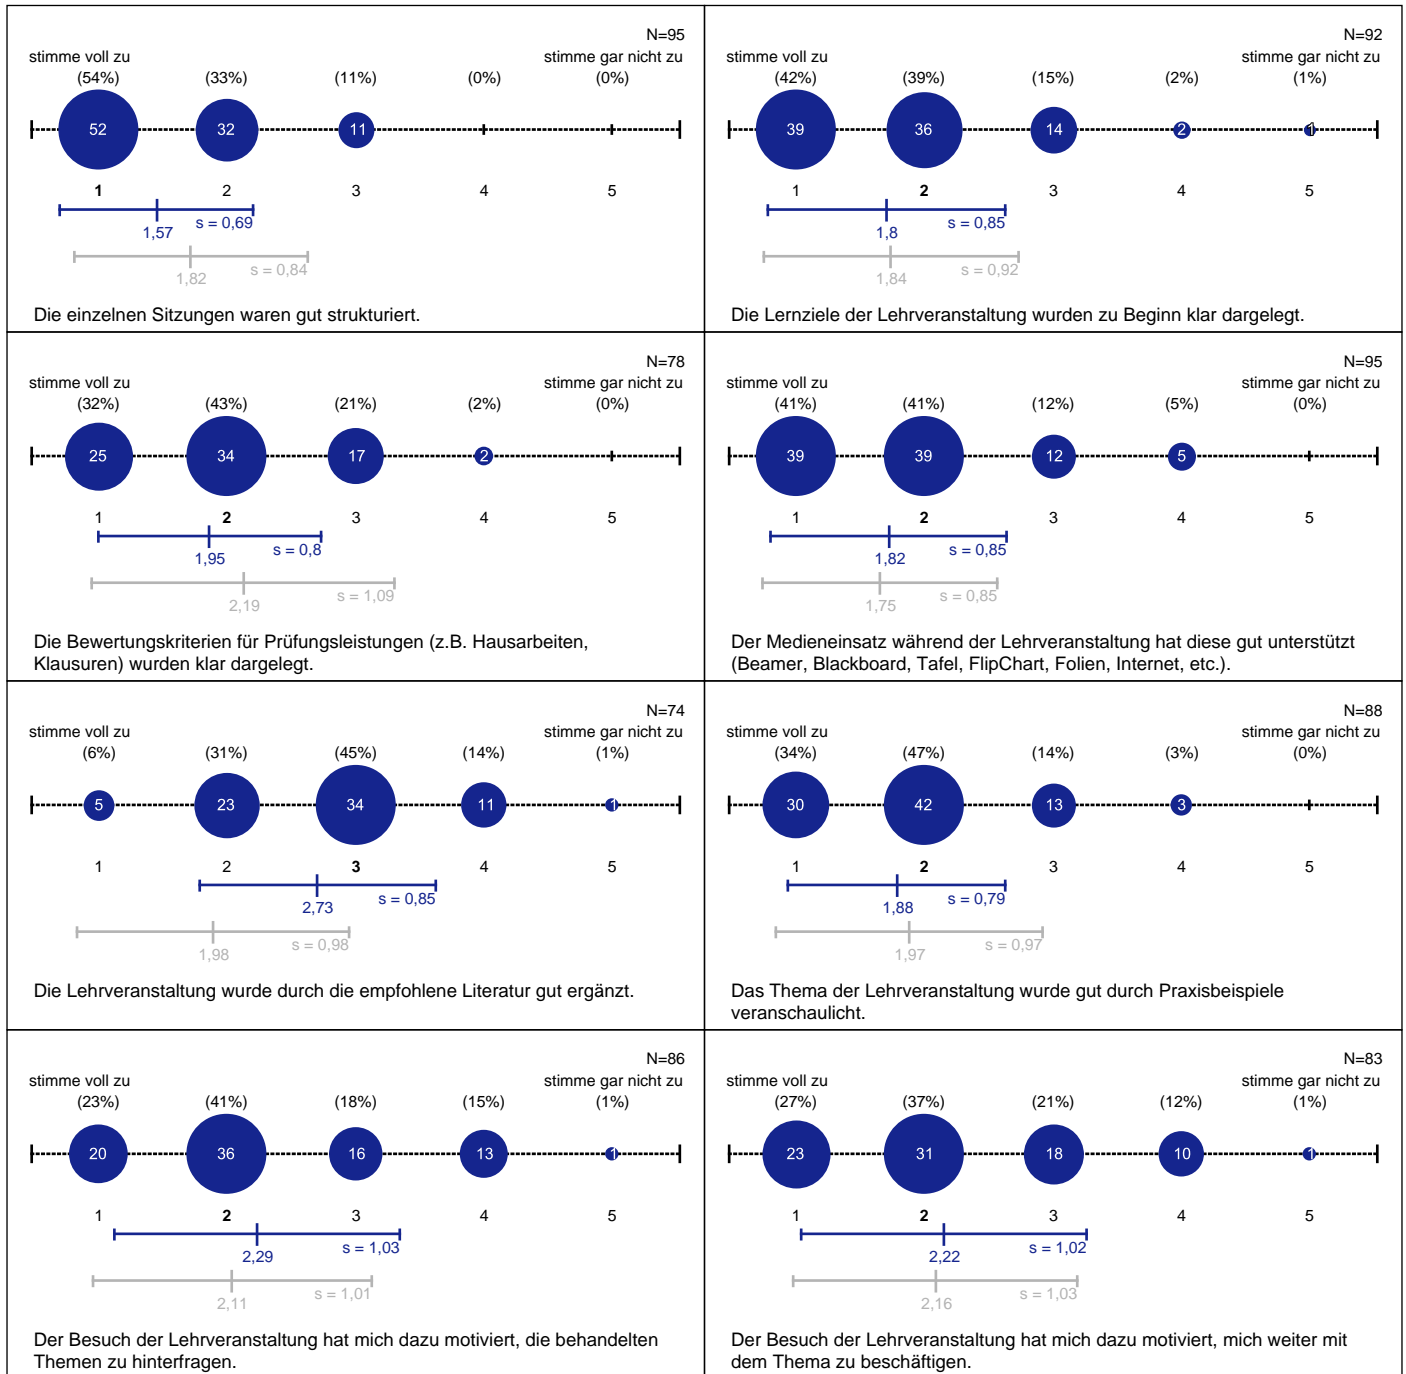 N=95
stimme voll zu stimme gar nicht zu
(54%) (33%) (11%) (0%) (0%)
52 32 11
1 2 3 4 5
s = 0,69
1,57
s = 0,84
1,82
Die einzelnen Sitzungen waren gut strukturiert.
N=92
stimme voll zu stimme gar nicht zu
(42%) (39%) (15%) (2%) (1%)
39 36 14 2 1
1 2 3 4 5
s = 0,85
1,8
s = 0,92
1,84
Die Lernziele der Lehrveranstaltung wurden zu Beginn klar dargelegt.
N=78
stimme voll zu stimme gar nicht zu
(32%) (43%) (21%) (2%) (0%)
25 34 17 2
1 2 3 4 5
s = 0,8
1,95
s = 1,09
2,19
Die Bewertungskriterien für Prüfungsleistungen (z.B. Hausarbeiten,
Klausuren) wurden klar dargelegt.
N=95
stimme voll zu stimme gar nicht zu
(41%) (41%) (12%) (5%) (0%)
39 39 12 5
1 2 3 4 5
s = 0,85
1,82
s = 0,85
1,75
Der Medieneinsatz während der Lehrveranstaltung hat diese gut unterstützt
(Beamer, Blackboard, Tafel, FlipChart, Folien, Internet, etc.).
N=74
stimme voll zu stimme gar nicht zu
(6%) (31%) (45%) (14%) (1%)
5 23 34 11 1
1 2 3 4 5
s = 0,85
2,73
s = 0,98
1,98
Die Lehrveranstaltung wurde durch die empfohlene Literatur gut ergänzt.
N=88
stimme voll zu stimme gar nicht zu
(34%) (47%) (14%) (3%) (0%)
30 42 13 3
1 2 3 4 5
s = 0,79
1,88
s = 0,97
1,97
Das Thema der Lehrveranstaltung wurde gut durch Praxisbeispiele
veranschaulicht.
N=86
stimme voll zu stimme gar nicht zu
(23%) (41%) (18%) (15%) (1%)
20 36 16 13 1
1 2 3 4 5
s = 1,03
2,29
s = 1,01
2,11
Der Besuch der Lehrveranstaltung hat mich dazu motiviert, die behandelten
Themen zu hinterfragen.
N=83
stimme voll zu stimme gar nicht zu
(27%) (37%) (21%) (12%) (1%)
23 31 18 10 1
1 2 3 4 5
s = 1,02
2,22
s = 1,03
2,16
Der Besuch der Lehrveranstaltung hat mich dazu motiviert, mich weiter mit
dem Thema zu beschäftigen.